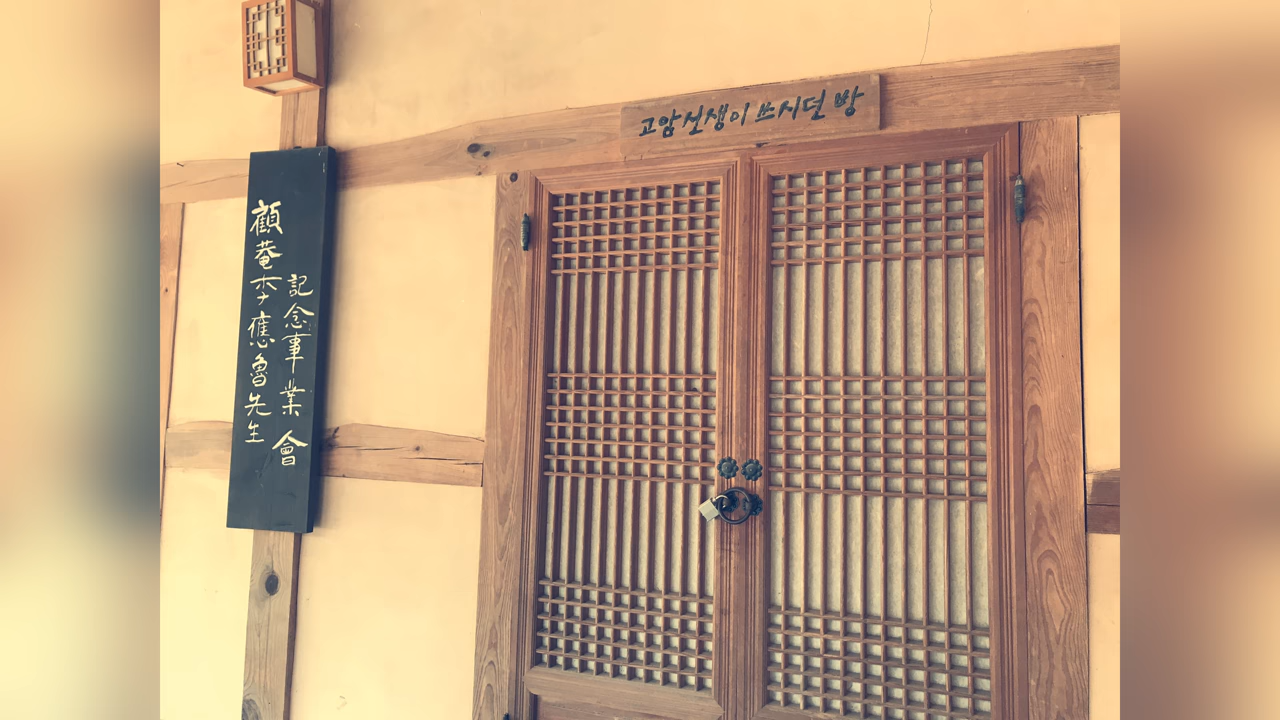 고암선생이 쓰시던 방
顧菴李應魯先生
記念事業會